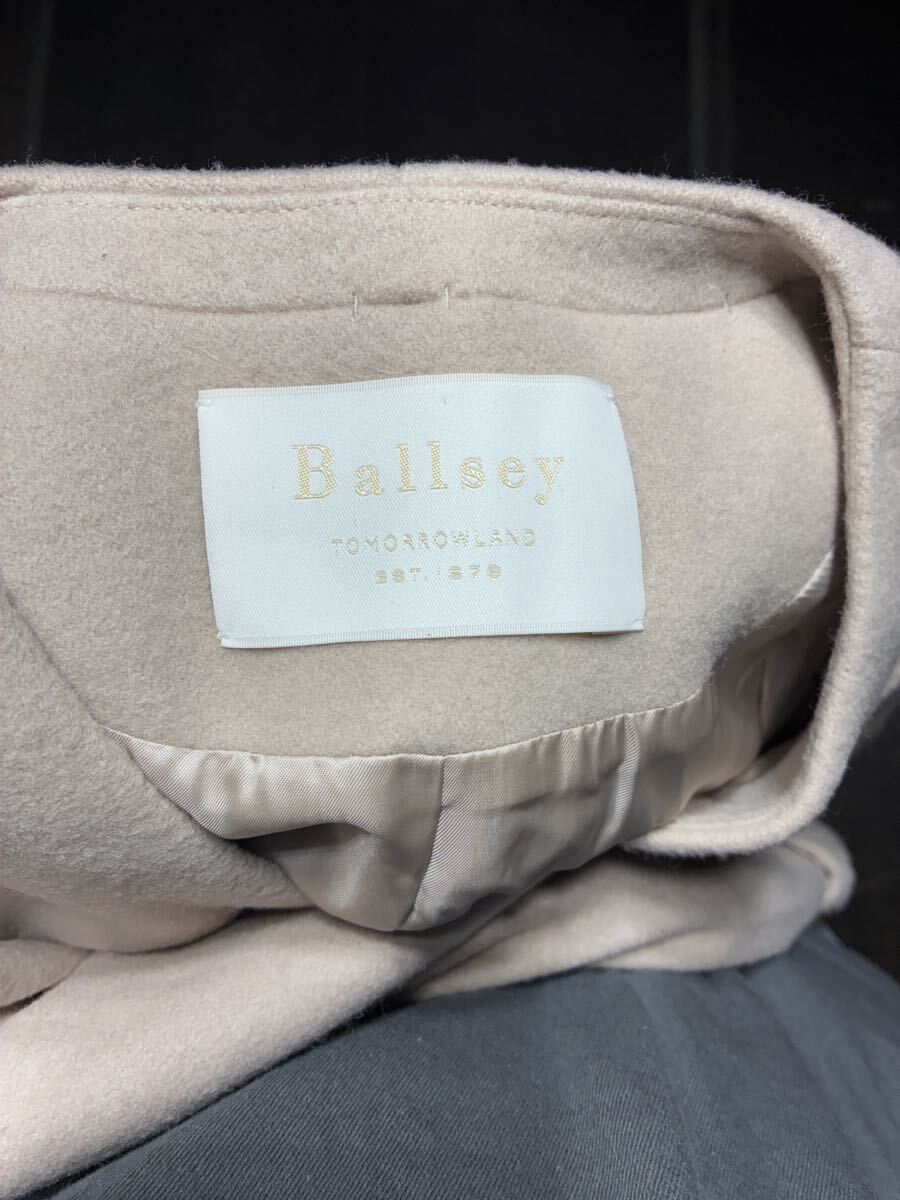 Ballsey
TOMORROWLAND
EST. 1978